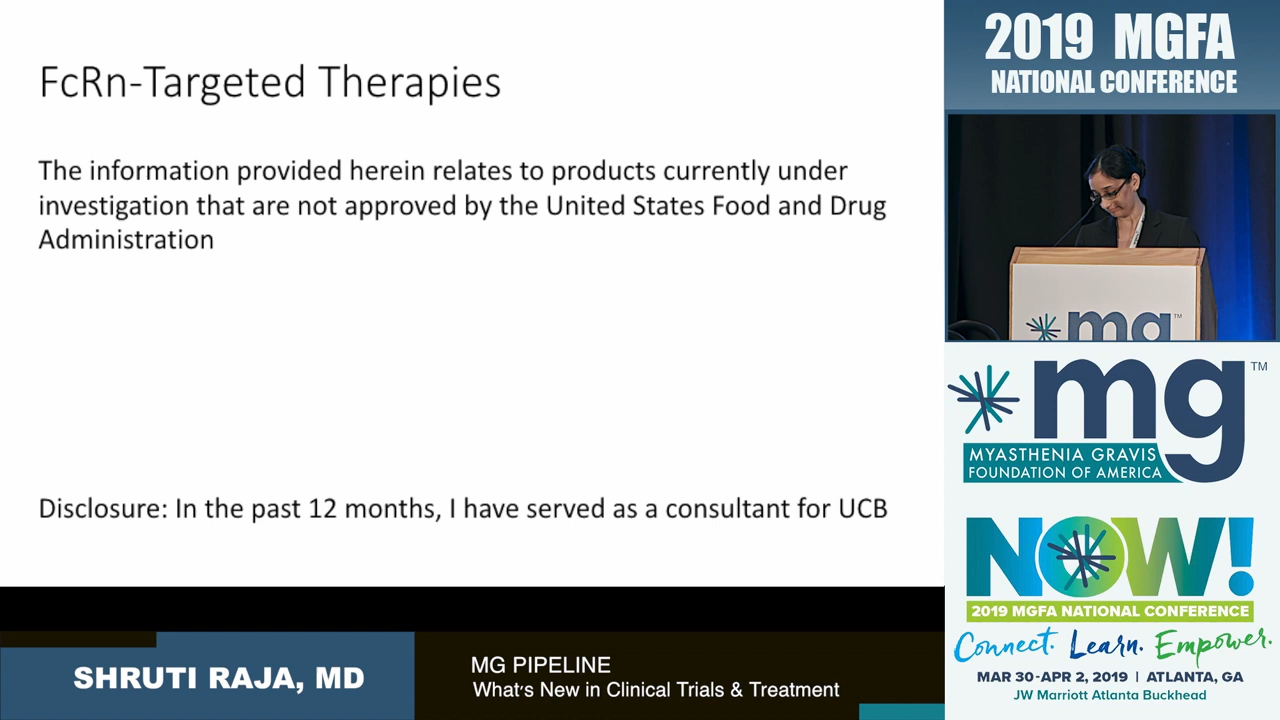 FcRn-Targeted Therapies
The information provided herein relates to products currently under
investigation that are not approved by the United States Food and Drug
Administration
Disclosure: In the past 12 months, I have served as a consultant for UCB
SHRUTI RAJA, MD
MG PIPELINE
What's New in Clinical Trials & Treatment
2019 MGFA
NATIONAL CONFERENCE
mg™
mg™
MYASTHENIA GRAVIS
FOUNDATION OF AMERICA
NOW!
2019 MGFA NATIONAL CONFERENCE
Connect. Learn. Empower.
MAR 30-APR 2, 2019 | ATLANTA, GA
JW Marriott Atlanta Buckhead